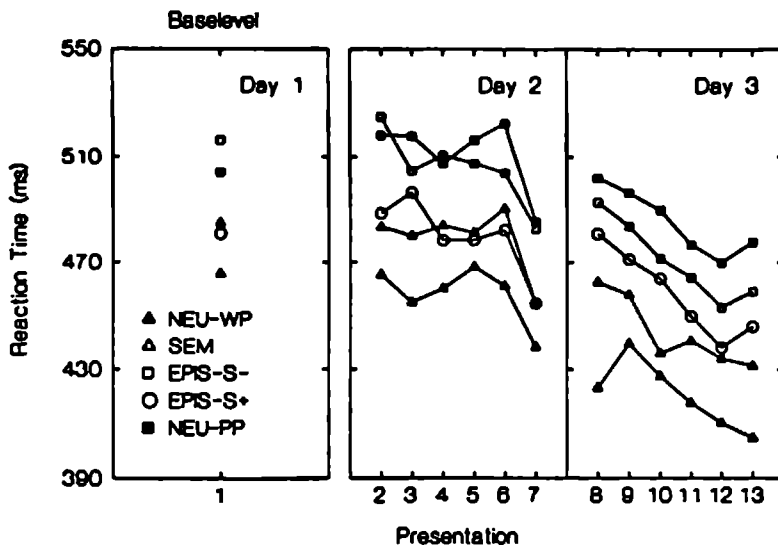 Baselevel
550
510
470
430
390
Reaction Time (ms)
Day 1
Day 2
Day 3
NEU-WP
SEM
EPIS-S-
EPIS-S+
NEU-PP
1
2 3 4 5 6 7
8 9 10 11 12 13
Presentation